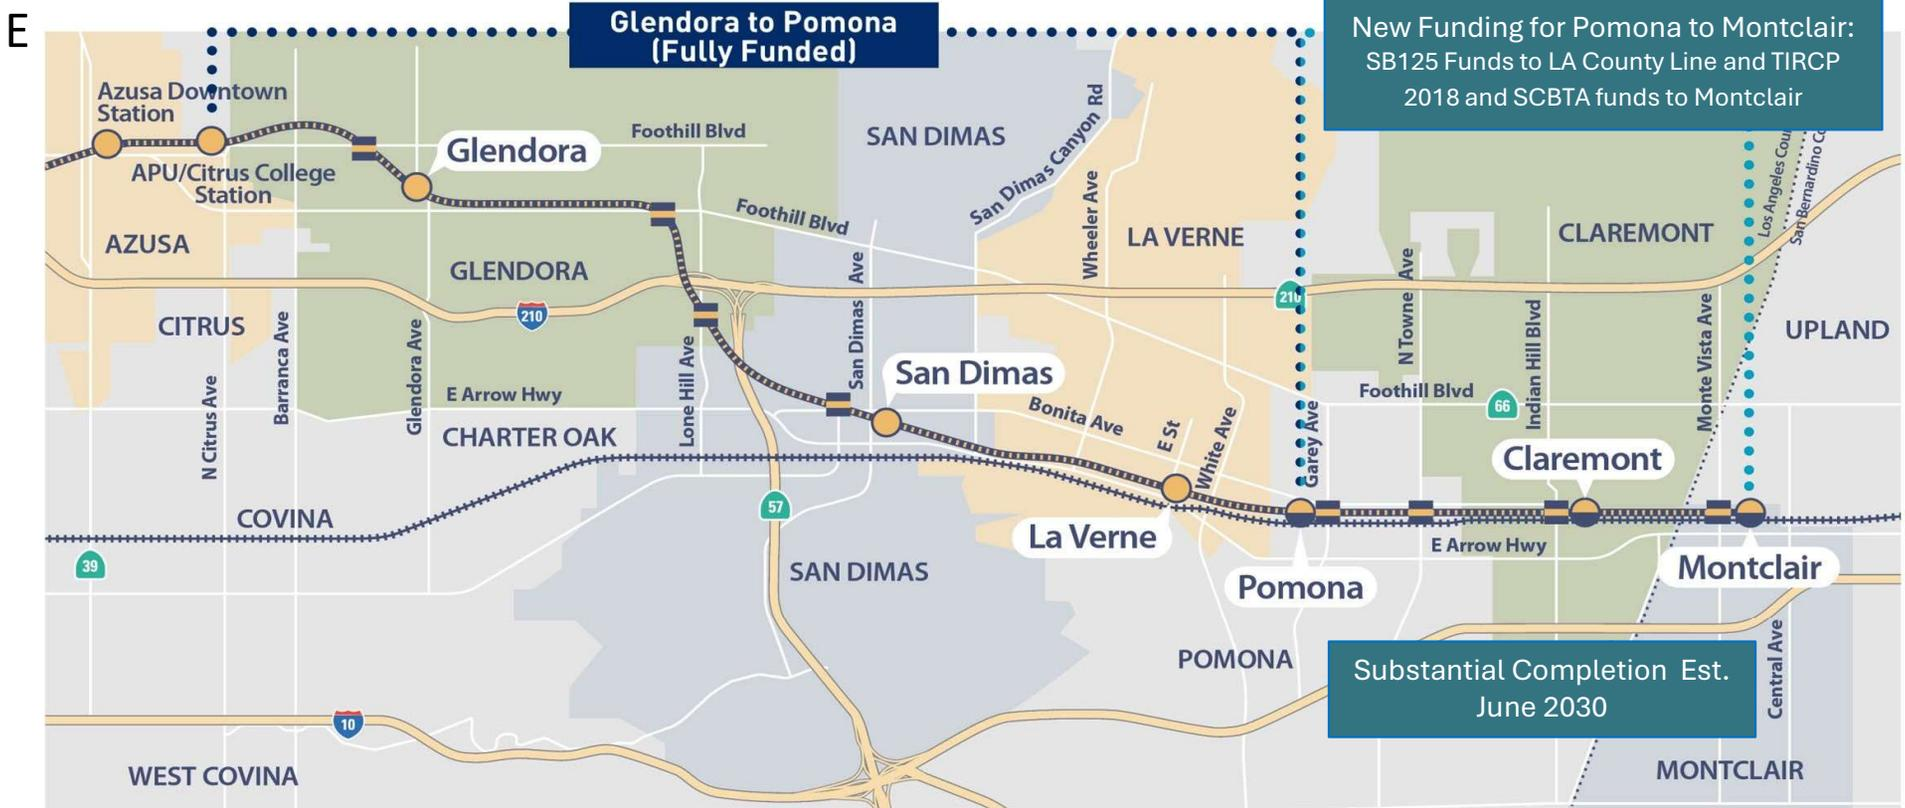 E
Glendora to Pomona
(Fully Funded)
New Funding for Pomona to Montclair:
SB125 Funds to LA County Line and TIRCP
2018 and SCBTA funds to Montclair
Azusa Downtown
Station
APU/Citrus College
Station
Glendora
Foothill Blvd
Foothill Blvd
SAN DIMAS
San Dimas Canyon Rd
Wheeler Ave
LA VERNE
CLAREMONT
Los Angeles
San Bernardino
AZUSA
GLENDORA
210
210
CITRUS
N Citrus Ave
Barranca Ave
Glendora Ave
E Arrow Hwy
CHARTER OAK
Lone Hill Ave
San Dimas Ave
San Dimas
Bonita Ave
E St
White Ave
Garey Ave
N Towne Ave
Foothill Blvd
66
Indian Hill Blvd
Monte Vista Ave
UPLAND
Claremont
COVINA
39
57
La Verne
Pomona
E Arrow Hwy
Montclair
SAN DIMAS
POMONA
Substantial Completion Est.
June 2030
Central Ave
10
WEST COVINA
MONTCLAIR